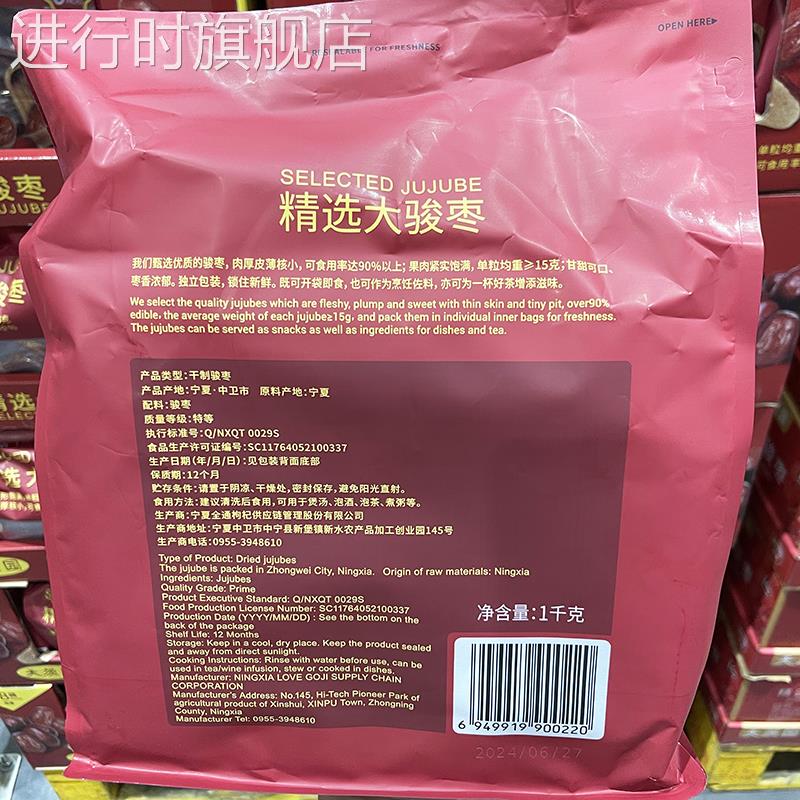 进行时旗舰店
RESEALABLE FOR FRESHNESS
OPEN HERE
SELECTED JUJUBE
精选大骏枣
我们甄选优质的骏枣，肉厚皮薄核小，可食用率达90%以上；果肉紧实饱满，单粒均重≥15克；甘甜可口、
枣香浓郁。独立包装，锁住新鲜。既可开袋即食，也可以作为烹饪佐料，亦可为一杯好茶增添滋味。
We select the quality jujubes which are fleshy, plump and sweet with thin skin and tiny pit, over90%
edible, the average weight of each jujube≥15g, and pack them in individual inner bags for freshness.
The jujubes can be served as snacks as well as ingredients for dishes and tea.
产品类型：干制骏枣
产品产地：宁夏·中卫市 原料产地：宁夏
配料：骏枣
质量等级：特等
执行标准号：Q/NXQT 0029S
食品生产许可证编号：SC11764052100337
生产日期（年/月/日）：见包装背面底部
保质期：12个月
贮存条件：请置于阴凉、干燥处，密封保存，避免阳光直射。
食用方法：建议清洗后食用，可用于煲汤、泡酒、泡茶、煮粥等。
生产商：宁夏全通枸杞供应链管理股份有限公司
生产商地址：宁夏中卫市中宁县新堡镇新水农产品加工创业园145号
生产商电话：0955-3948610
Type of Product: Dried jujubes
The jujube is packed in Zhongwei City, Ningxia. Origin of raw materials: Ningxia
Ingredients: Jujubes
Quality Grade: Prime
Product Executive Standard: Q/NXQT 0029S
Food Production License Number: SC11764052100337
Production Date (YYYY/MM/DD) : See the bottom on the
back of the package
Shelf Life: 12 Months
Storage: Keep in a cool, dry place. Keep the product sealed
and away from direct sunlight.
Cooking Instructions: Rinse with water before use, can be
used in tea/wine infusion, stew or cooked in dishes.
Manufacturer: NINGXIA LOVE GOJI SUPPLY CHAIN
CORPORATION
Manufacturer's Address: No.145, Hi-Tech Pioneer Park of
agricultural product of Xinshui, XINPU Town, Zhongning
County, Ningxia
Manufacturer Tel: 0955-3948610
净含量：1千克
6 949919 900220
2024/06/27